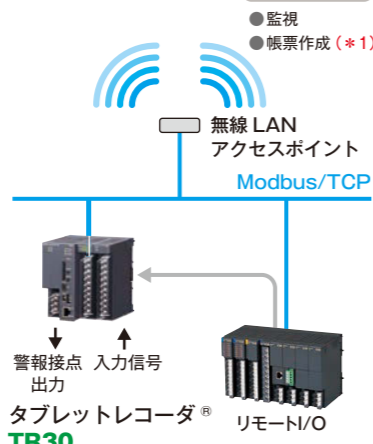 ●監視
●帳票作成（＊1）
無線 LAN
アクセスポイント
Modbus/TCP
警報接点 入力信号
出力
タブレットレコーダ®
リモートI/O
TR30